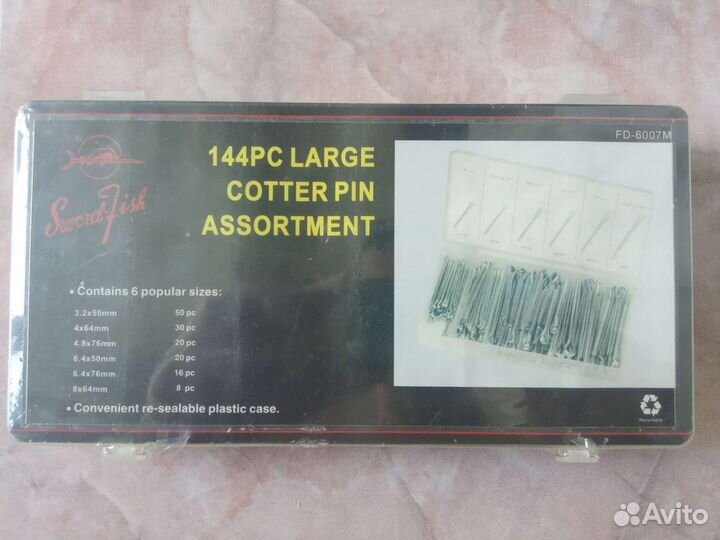 FD-6007M
Sword-Fish
144PC LARGE
COTTER PIN
ASSORTMENT
• Contains 6 popular sizes:
3.2x50mm 50 pc
4x64mm 30 pc
4.8x76mm 20 pc
6.4x50mm 20 pc
6.4x76mm 16 pc
8x64mm 8 pc
• Convenient re-sealable plastic case.
Recyclable
Avito